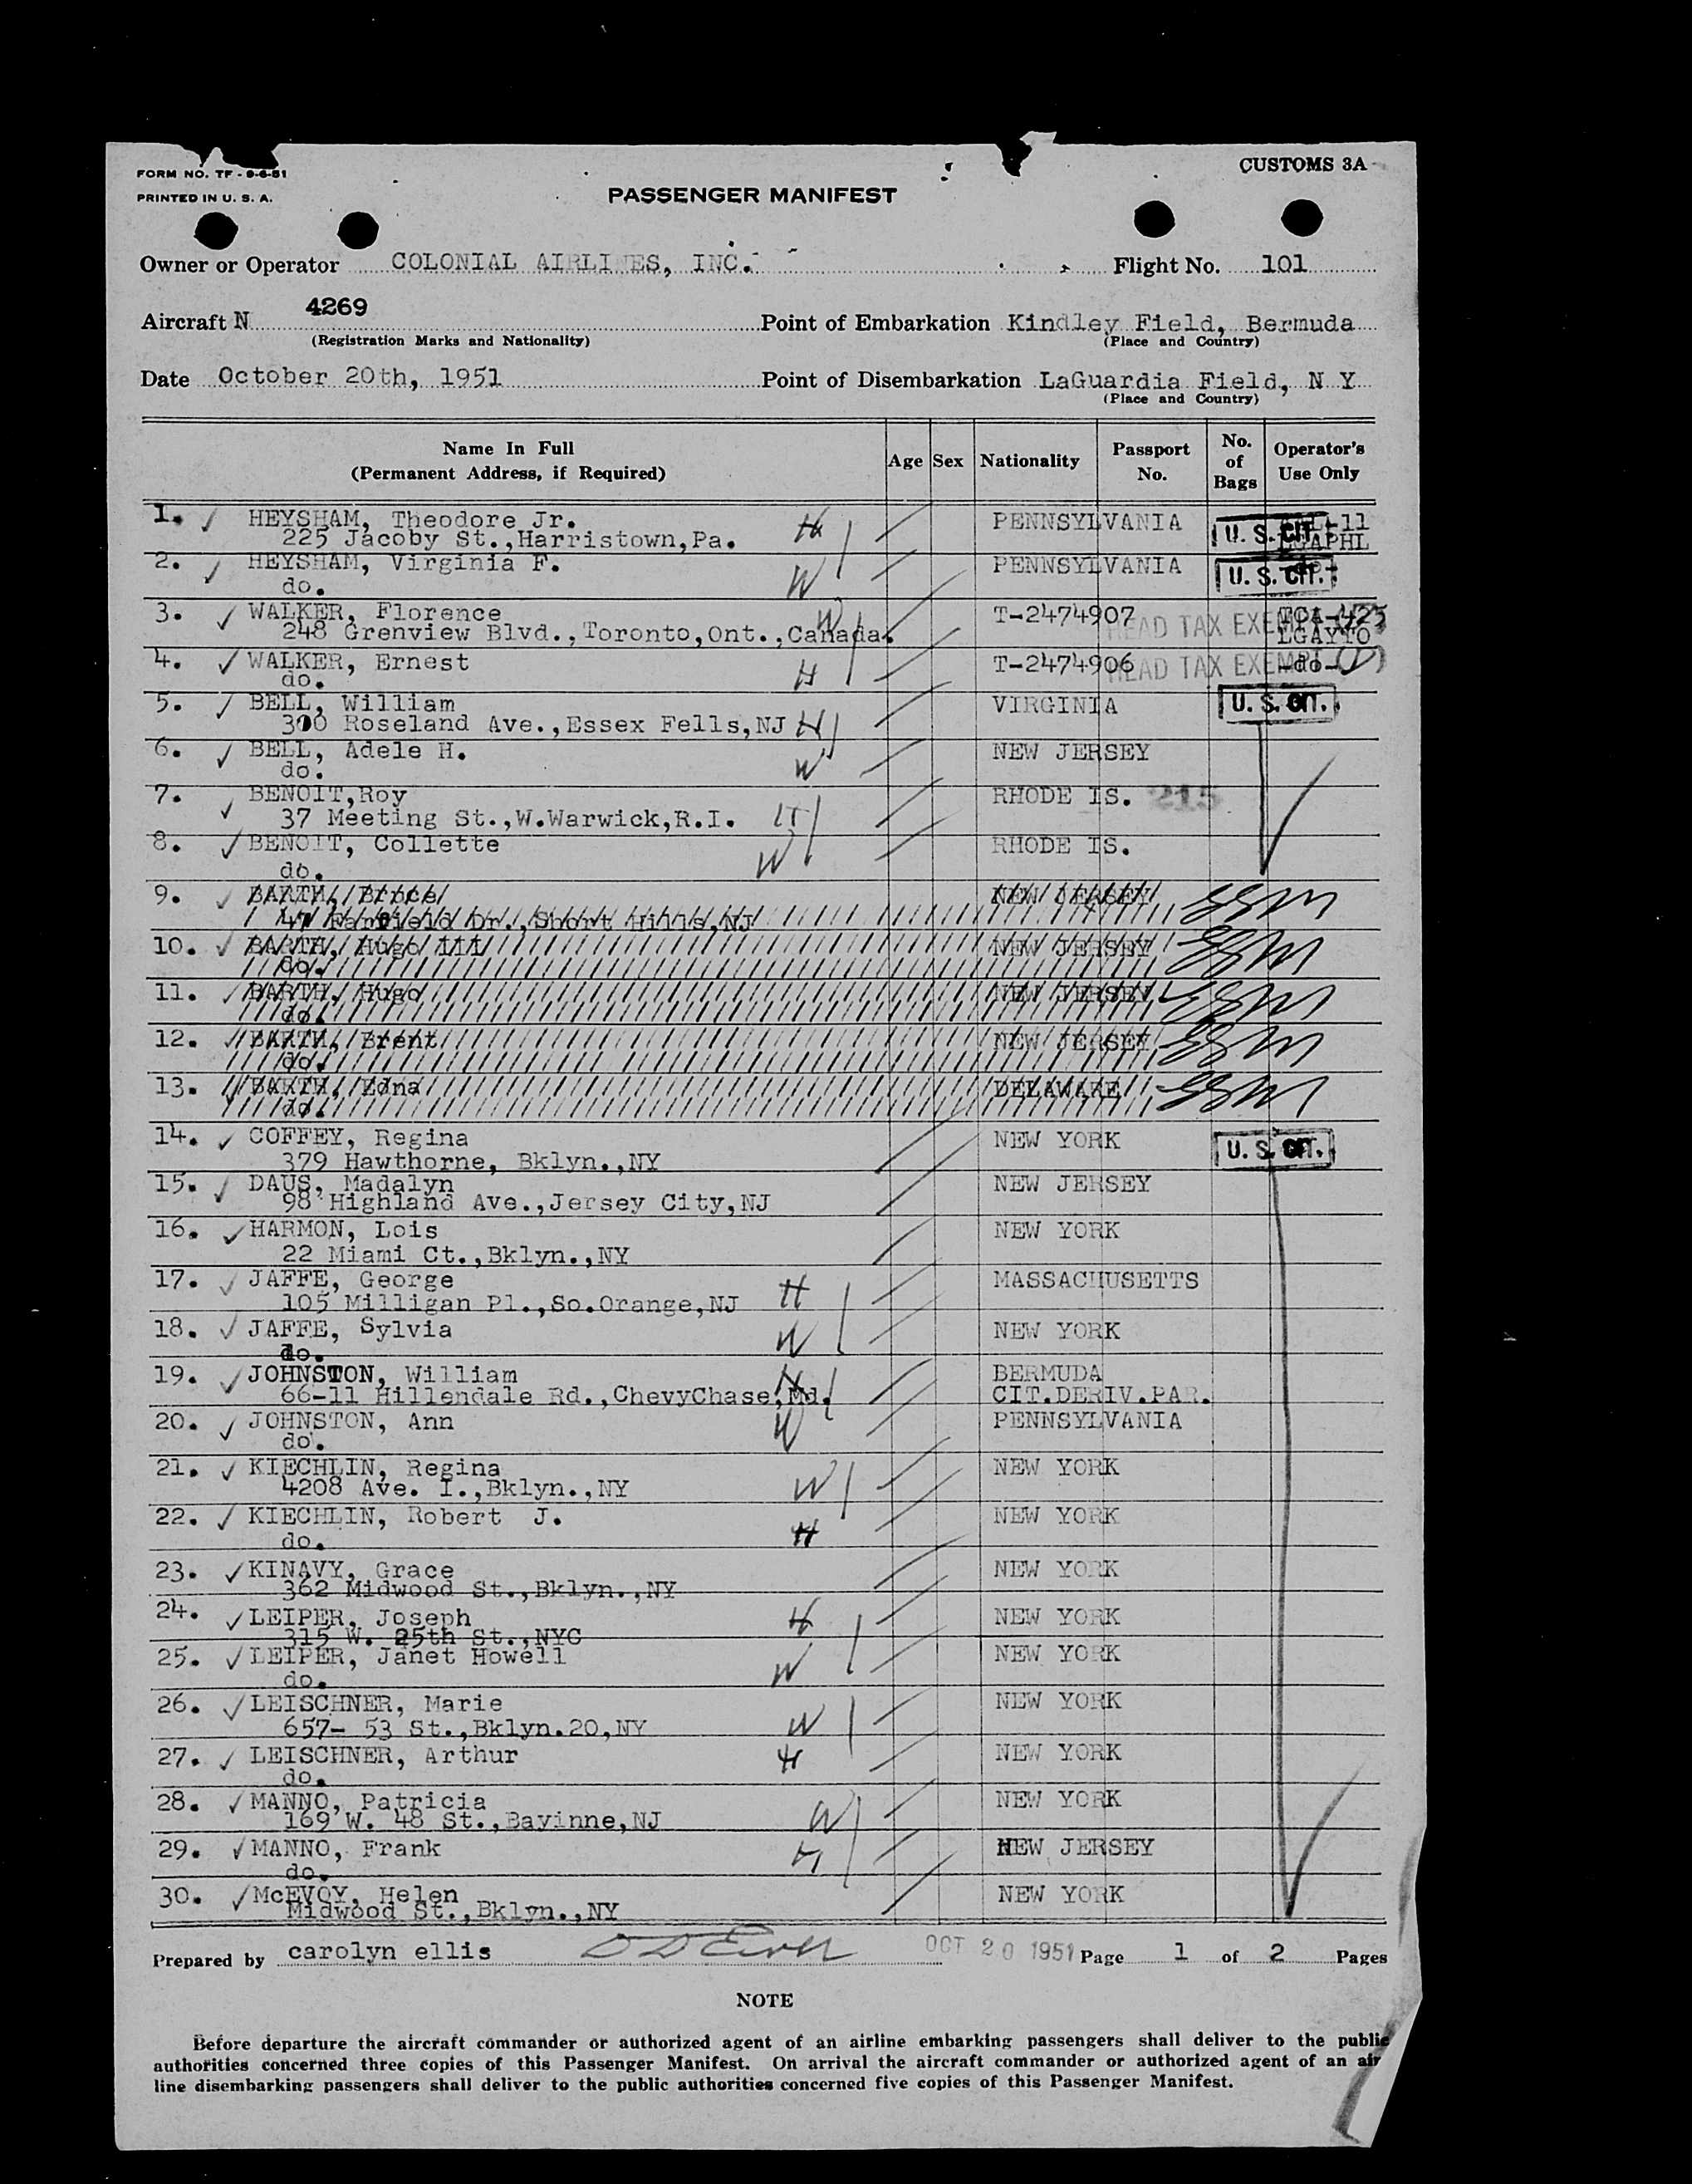 FORM NO. TF - 9-6-51
PRINTED IN U. S. A.
CUSTOMS 3A
PASSENGER MANIFEST
Owner or Operator COLONIAL AIRLINES, INC. Flight No. 101
Aircraft N 4269 Point of Embarkation Kindley Field, Bermuda
(Registration Marks and Nationality) (Place and Country)
Date October 20th, 1951 Point of Disembarkation LaGuardia Field, N Y
(Place and Country)
Name In Full (Permanent Address, if Required) Age Sex Nationality Passport No. No. of Bags Operator's Use Only
1. HEYSHAM, Theodore Jr. H PENNSYLVANIA U. S. CIT. -11
225 Jacoby St.,Harristown,Pa. LGAPHL
2. HEYSHAM, Virginia F. W PENNSYLVANIA U. S. CIT.
do.
3. WALKER, Florence W T-2474907 HEAD TAX EXEMPT TCA-425
248 Grenview Blvd.,Toronto,Ont.,Canada. LGAYTO
4. WALKER, Ernest H T-2474906 HEAD TAX EXEMPT -do-
do.
5. BELL, William VIRGINIA U. S. CIT.
300 Roseland Ave.,Essex Fells,NJ H
6. BELL, Adele H. W NEW JERSEY
do.
7. BENOIT,Roy RHODE IS. 215
37 Meeting St.,W.Warwick,R.I. H
8. BENOIT, Collette W RHODE IS.
do.
9. BARTH, Bruce NEW JERSEY
47 Farfield Dr.,Short Hills,NJ
10. BARTH, Hugo III NEW JERSEY
do.
11. BARTH, Hugo NEW JERSEY
do.
12. BARTH, Brent NEW JERSEY
do.
13. BARTH, Edna DELAWARE
do.
14. COFFEY, Regina NEW YORK U. S. CIT.
379 Hawthorne, Bklyn.,NY
15. DAUS, Madalyn NEW JERSEY
98 Highland Ave.,Jersey City,NJ
16. HARMON, Lois NEW YORK
22 Miami Ct.,Bklyn.,NY
17. JAFFE, George H MASSACHUSETTS
105 Milligan Pl.,So.Orange,NJ
18. JAFFE, Sylvia W NEW YORK
do.
19. JOHNSTON, William H BERMUDA
66-11 Hillendale Rd.,ChevyChase,Md. CIT.DERIV.PAR.
20. JOHNSTON, Ann W PENNSYLVANIA
do.
21. KIECHLIN, Regina W NEW YORK
4208 Ave. I.,Bklyn.,NY
22. KIECHLIN, Robert J. H NEW YORK
do.
23. KINAVY, Grace NEW YORK
362 Midwood St.,Bklyn.,NY
24. LEIPER, Joseph H NEW YORK
315 W. 25th St.,NYC
25. LEIPER, Janet Howell W NEW YORK
do.
26. LEISCHNER, Marie W NEW YORK
657- 53 St.,Bklyn.20,NY
27. LEISCHNER, Arthur H NEW YORK
do.
28. MANNO, Patricia W NEW YORK
169 W. 48 St.,Bayinne,NJ
29. MANNO, Frank H NEW JERSEY
do.
30. McEVOY, Helen NEW YORK
Midwood St.,Bklyn.,NY
Prepared by carolyn ellis OCT 20 1951 Page 1 of 2 Pages
NOTE
Before departure the aircraft commander or authorized agent of an airline embarking passengers shall deliver to the public
authorities concerned three copies of this Passenger Manifest. On arrival the aircraft commander or authorized agent of an air
line disembarking passengers shall deliver to the public authorities concerned five copies of this Passenger Manifest.